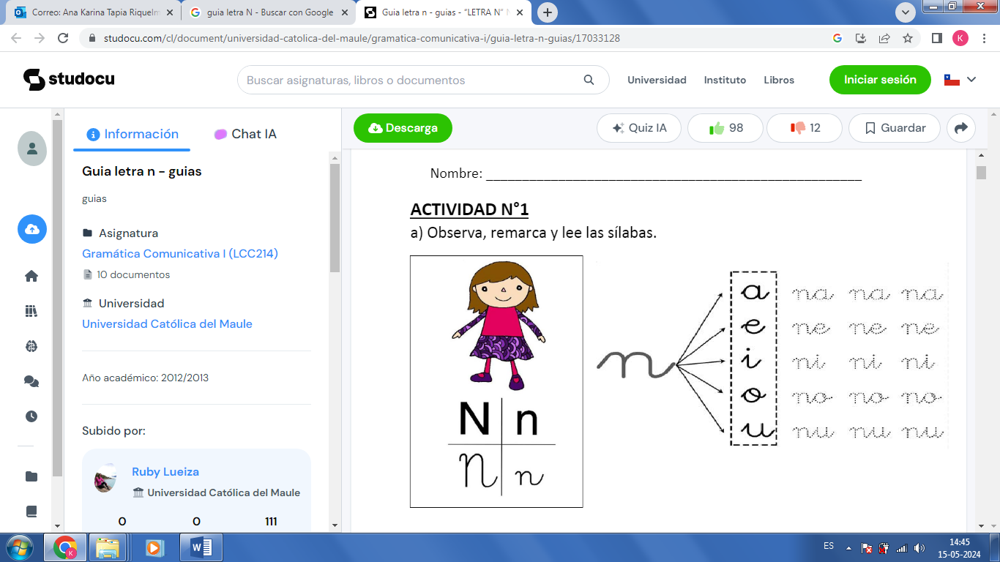 Correo: Ana Karina Tapia Riquelm
guia letra N - Buscar con Google
Guia letra n - guias - “LETRA N”
studocu.com/cl/document/universidad-catolica-del-maule/gramatica-comunicativa-i/guia-letra-n-guias/17033128
K
studocu
Buscar asignaturas, libros o documentos
Universidad
Instituto
Libros
Iniciar sesión
Información
Chat IA
Descarga
Quiz IA
98
12
Guardar
Guia letra n - guias
guias
Asignatura
Gramática Comunicativa I (LCC214)
10 documentos
Universidad
Universidad Católica del Maule
Año académico: 2012/2013
Subido por:
Ruby Lueiza
Universidad Católica del Maule
0 0 111
Nombre: ___________________________________________________
ACTIVIDAD N°1
a) Observa, remarca y lee las sílabas.
N n
N n
n
a na na na
e ne ne ne
i ni ni ni
o no no no
u nu nu nu
K
W
ES
14:45
15-05-2024